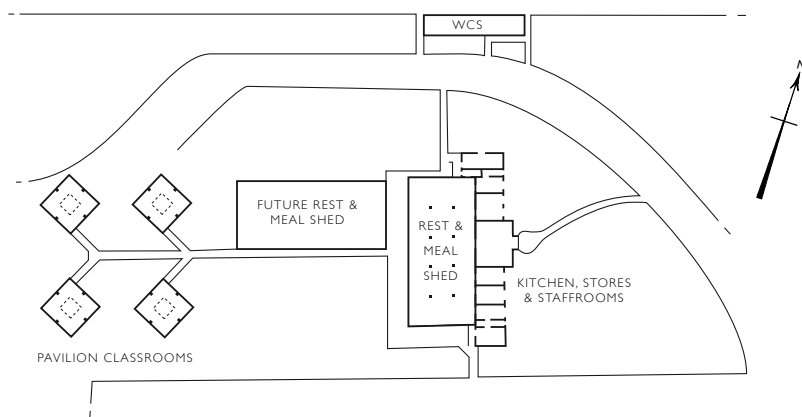 WCS
N
FUTURE REST &
MEAL SHED
REST &
MEAL
SHED
KITCHEN, STORES
& STAFFROOMS
PAVILION CLASSROOMS